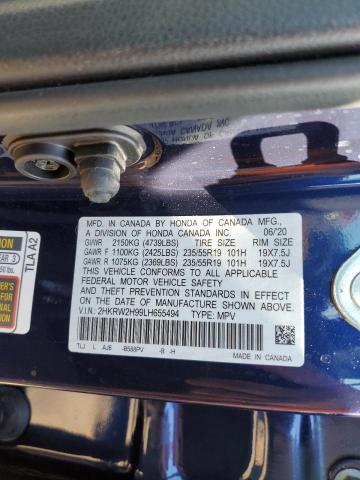 MFD. IN CANADA BY HONDA OF CANADA MFG.,
A DIVISION OF HONDA CANADA INC. 06/20
GVWR 2150KG (4739LBS) TIRE SIZE RIM SIZE
GAWR F 1100KG (2425LBS) 235/55R19 101H 19X7.5J
GAWR R 1075KG (2369LBS) 235/55R19 101H 19X7.5J
THIS VEHICLE CONFORMS TO ALL APPLICABLE
FEDERAL MOTOR VEHICLE SAFETY
AND THEFT PREVENTION STANDARDS IN EFFECT ON
THE DATE OF MANUFACTURE SHOWN ABOVE.
V.I.N.: 2HKRW2H99LH655494 TYPE: MPV
TLJ L AJ6 -B588PV -B -H
MADE IN CANADA
TLA A2